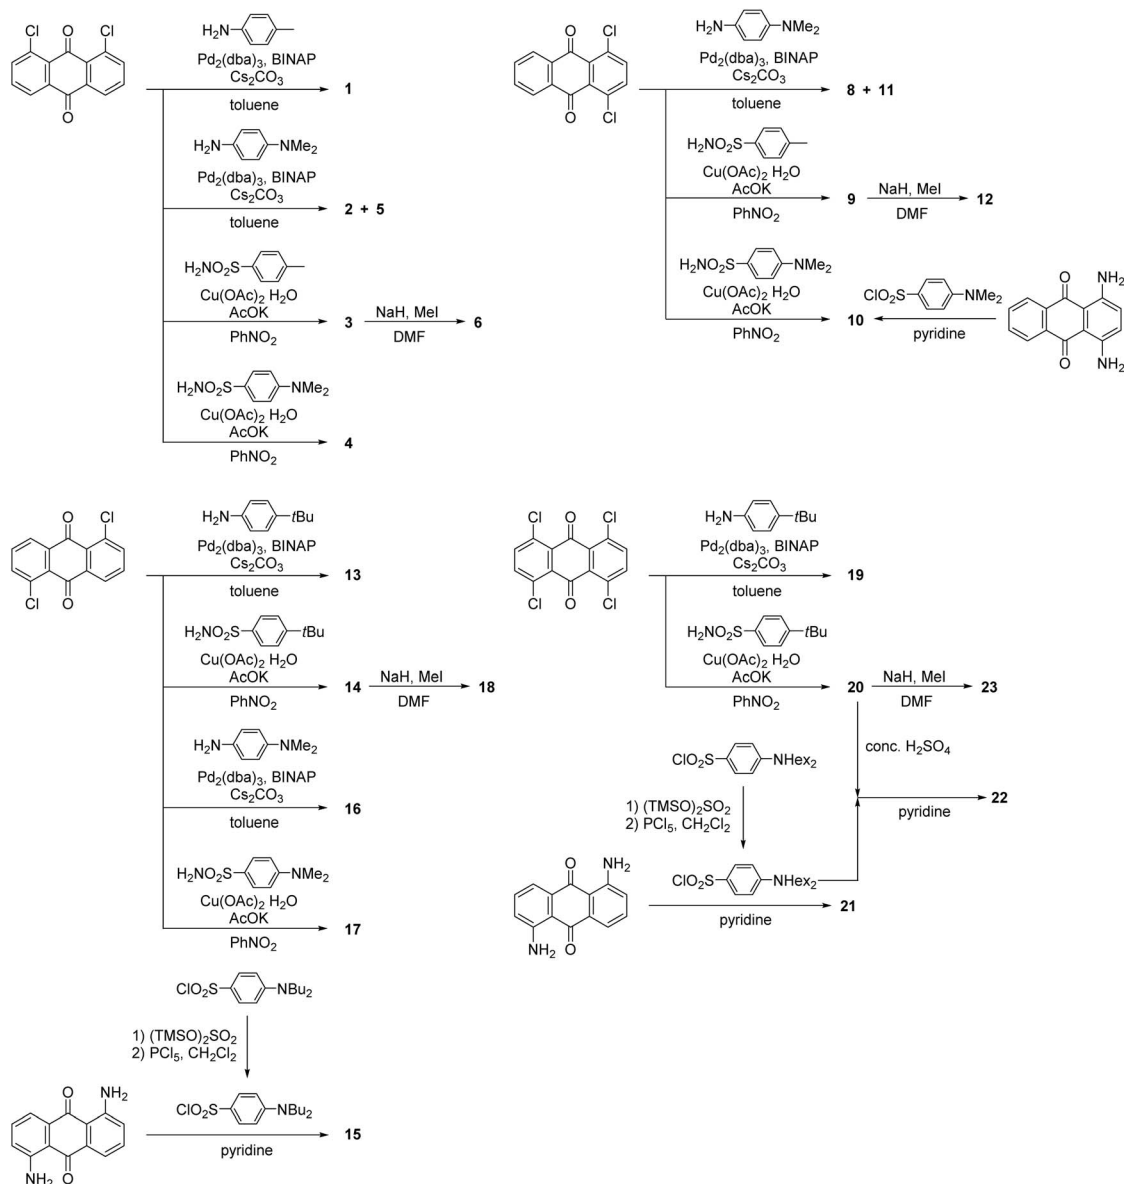 Cl O Cl
O
H2N
Pd2(dba)3, BINAP
Cs2CO3
toluene
1
H2N NMe2
Pd2(dba)3, BINAP
Cs2CO3
toluene
2 + 5
H2NO2S
Cu(OAc)2 H2O
AcOK
PhNO2
3
NaH, MeI
DMF
6
H2NO2S NMe2
Cu(OAc)2 H2O
AcOK
PhNO2
4
O Cl
O Cl
H2N NMe2
Pd2(dba)3, BINAP
Cs2CO3
toluene
8 + 11
H2NO2S
Cu(OAc)2 H2O
AcOK
PhNO2
9
NaH, MeI
DMF
12
H2NO2S NMe2
Cu(OAc)2 H2O
AcOK
PhNO2
10
ClO2S NMe2
pyridine
O NH2
O NH2
O Cl
Cl O
H2N tBu
Pd2(dba)3, BINAP
Cs2CO3
toluene
13
H2NO2S tBu
Cu(OAc)2 H2O
AcOK
PhNO2
14
NaH, MeI
DMF
18
H2N NMe2
Pd2(dba)3, BINAP
Cs2CO3
toluene
16
H2NO2S NMe2
Cu(OAc)2 H2O
AcOK
PhNO2
17
ClO2S NBu2
1) (TMSO)2SO2
2) PCl5, CH2Cl2
ClO2S NBu2
O NH2
NH2 O
pyridine
15
Cl O Cl
Cl O Cl
H2N tBu
Pd2(dba)3, BINAP
Cs2CO3
toluene
19
H2NO2S tBu
Cu(OAc)2 H2O
AcOK
PhNO2
20
NaH, MeI
DMF
23
conc. H2SO4
pyridine
22
ClO2S NHex2
1) (TMSO)2SO2
2) PCl5, CH2Cl2
ClO2S NHex2
O NH2
NH2 O
pyridine
21